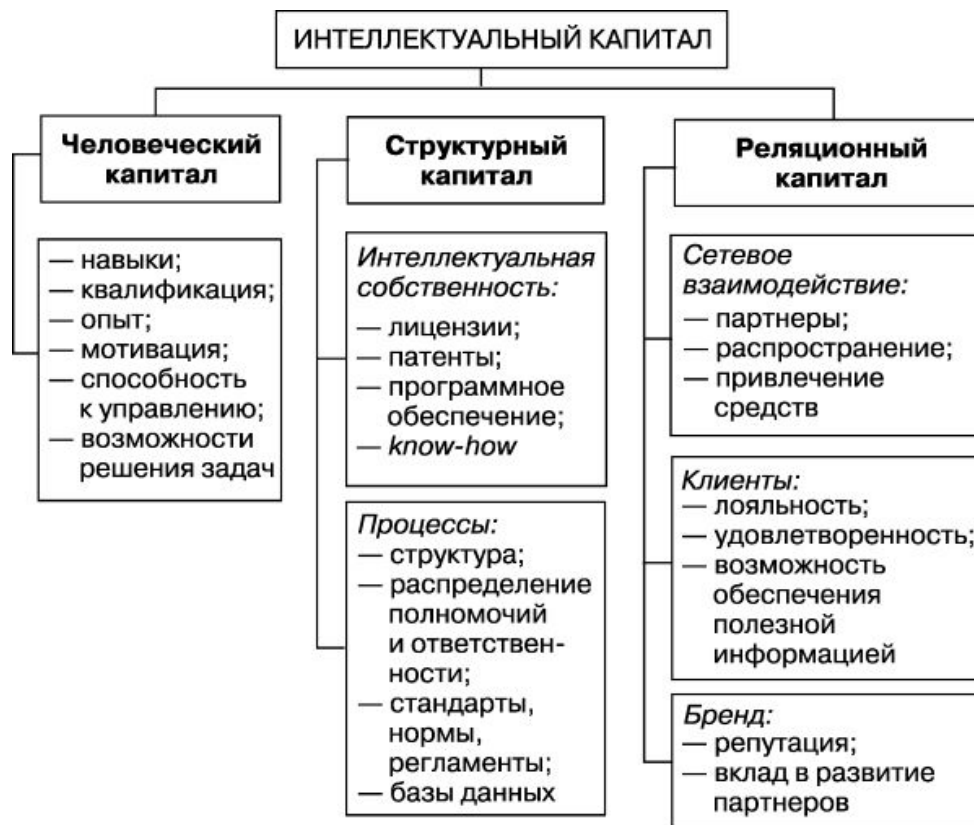 ИНТЕЛЛЕКТУАЛЬНЫЙ КАПИТАЛ
Человеческий
капитал
— навыки;
— квалификация;
— опыт;
— мотивация;
— способность
к управлению;
— возможности
решения задач
Структурный
капитал
Интеллектуальная
собственность:
— лицензии;
— патенты;
— программное
обеспечение;
— know-how
Процессы:
— структура;
— распределение
полномочий
и ответствен-
ности;
— стандарты,
нормы,
регламенты;
— базы данных
Реляционный
капитал
Сетевое
взаимодействие:
— партнеры;
— распространение;
— привлечение
средств
Клиенты:
— лояльность;
— удовлетворенность;
— возможность
обеспечения
полезной
информацией
Бренд:
— репутация;
— вклад в развитие
партнеров